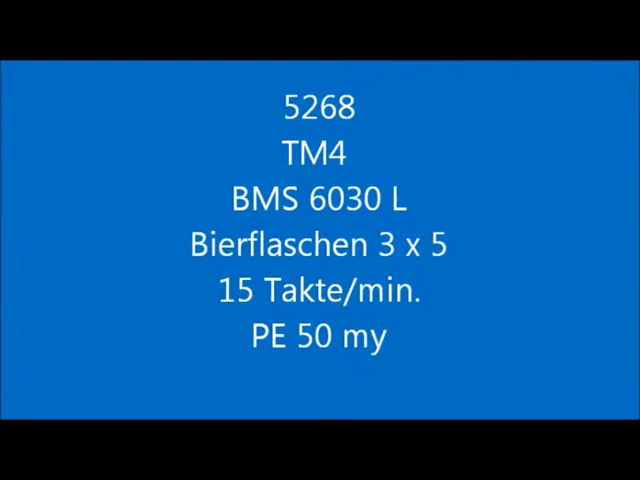 5268
TM4
BMS 6030 L
Bierflaschen 3 x 5
15 Takte/min.
PE 50 my